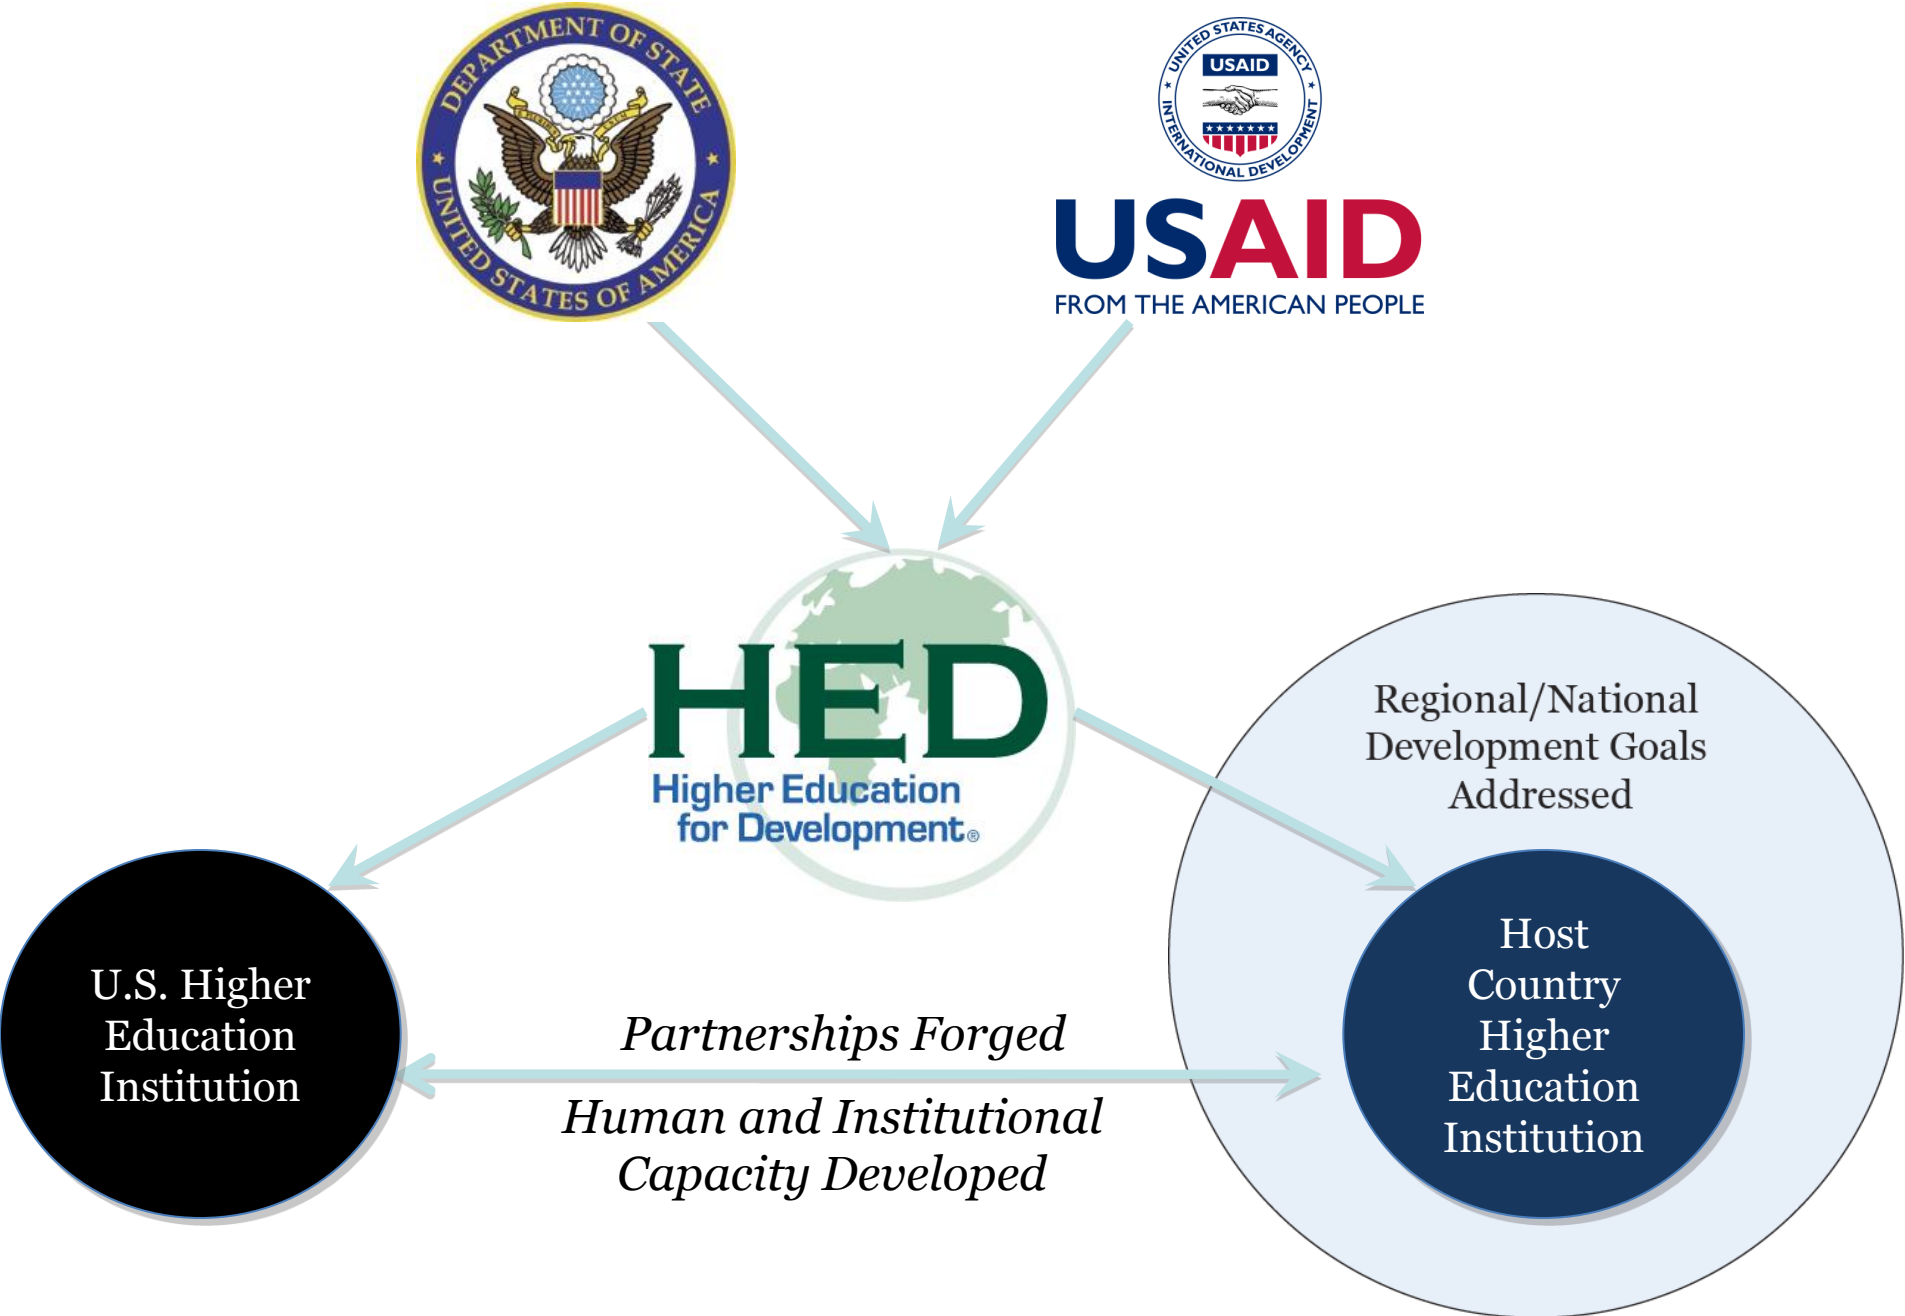 DEPARTMENT OF STATE
UNITED STATES OF AMERICA
UNITED STATES AGENCY
USAID
INTERNATIONAL DEVELOPMENT
USAID
FROM THE AMERICAN PEOPLE
HED
Higher Education
for Development®
Regional/National
Development Goals
Addressed
U.S. Higher
Education
Institution
Host
Country
Higher
Education
Institution
Partnerships Forged
Human and Institutional
Capacity Developed